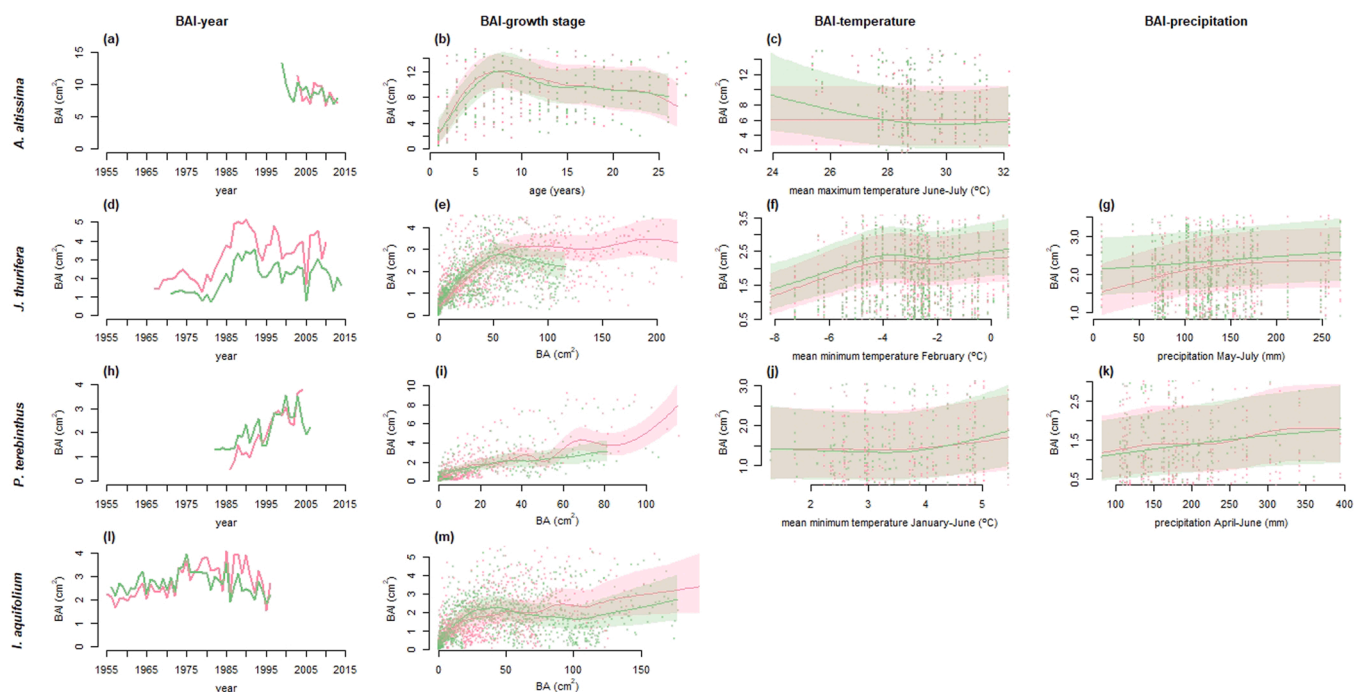 BAI-year BAI-growth stage BAI-temperature BAI-precipitation
A. altissima
(a)
BAI (cm²)
15
10
5
0
1955 1965 1975 1985 1995 2005 2015
year
(b)
BAI (cm²)
12
8
6
4
2
0
0 5 10 15 20 25
age (years)
(c)
BAI (cm²)
12
8
6
4
2
24 26 28 30 32
mean maximum temperature June-July (ºC)
J. thurifera
(d)
BAI (cm²)
5
4
3
2
1
0
1955 1965 1975 1985 1995 2005 2015
year
(e)
BAI (cm²)
4
3
2
1
0
0 50 100 150 200
BA (cm²)
(f)
BAI (cm²)
3.5
2.5
1.5
0.5
-8 -6 -4 -2 0
mean minimum temperature February (ºC)
(g)
BAI (cm²)
3.0
2.0
1.0
0 50 100 150 200 250
precipitation May-July (mm)
P. terebinthus
(h)
BAI (cm²)
4
3
2
1
0
1955 1965 1975 1985 1995 2005 2015
year
(i)
BAI (cm²)
10
8
6
4
2
0
0 20 40 60 80 100
BA (cm²)
(j)
BAI (cm²)
3.0
2.0
1.0
2 3 4 5
mean minimum temperature January-June (ºC)
(k)
BAI (cm²)
2.5
1.5
0.5
100 150 200 250 300 350 400
precipitation April-June (mm)
I. aquifolium
(l)
BAI (cm²)
4
3
2
1
0
1955 1965 1975 1985 1995 2005 2015
year
(m)
BAI (cm²)
5
4
3
2
1
0
0 50 100 150
BA (cm²)